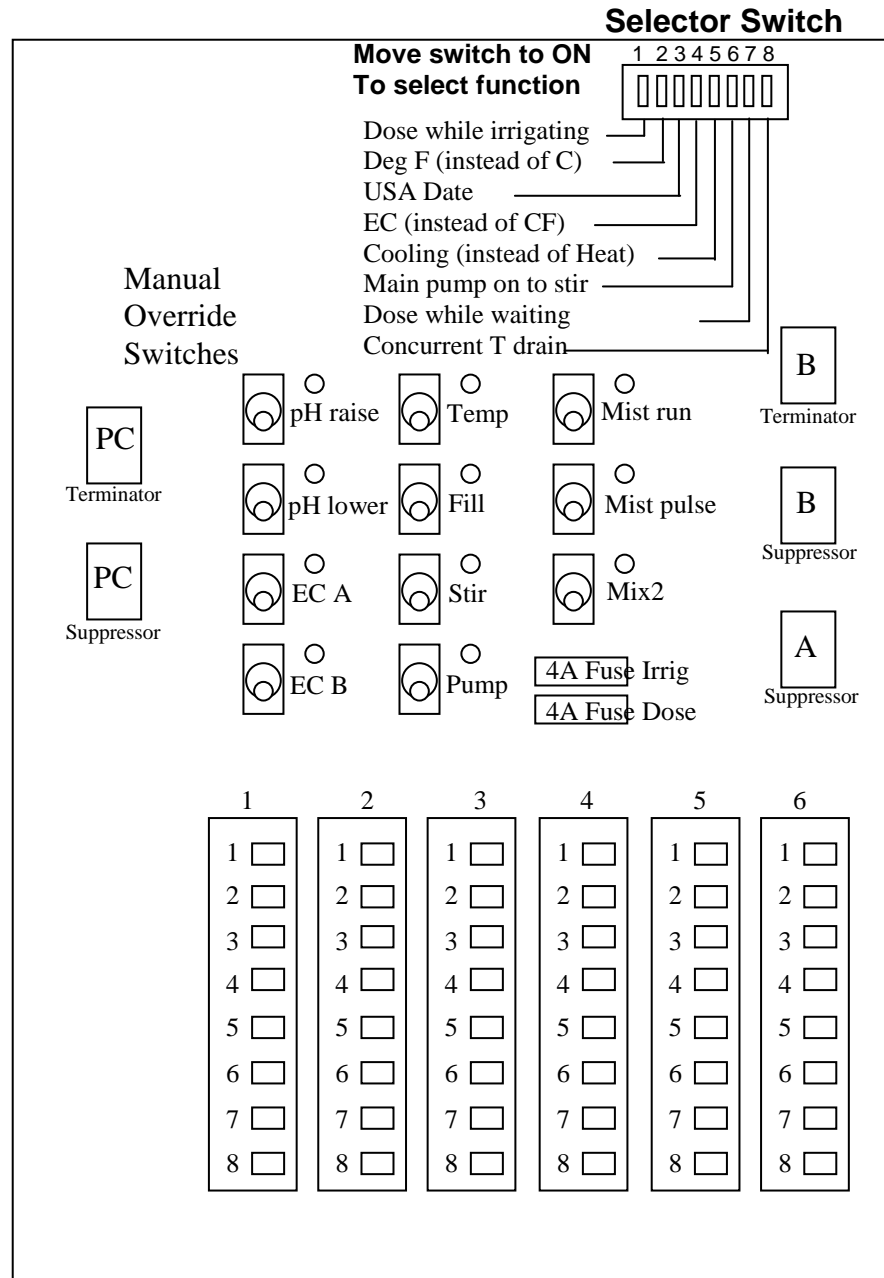 Selector Switch
Move switch to ON
To select function
1 2 3 4 5 6 7 8
Dose while irrigating
Deg F (instead of C)
USA Date
EC (instead of CF)
Cooling (instead of Heat)
Main pump on to stir
Dose while waiting
Concurrent T drain
Manual
Override
Switches
B
Terminator
pH raise
Temp
Mist run
PC
Terminator
pH lower
Fill
Mist pulse
B
Suppressor
PC
Suppressor
EC A
Stir
Mix2
A
Suppressor
EC B
Pump
4A Fuse Irrig
4A Fuse Dose
1 2 3 4 5 6
1 1 1 1 1 1
2 2 2 2 2 2
3 3 3 3 3 3
4 4 4 4 4 4
5 5 5 5 5 5
6 6 6 6 6 6
7 7 7 7 7 7
8 8 8 8 8 8